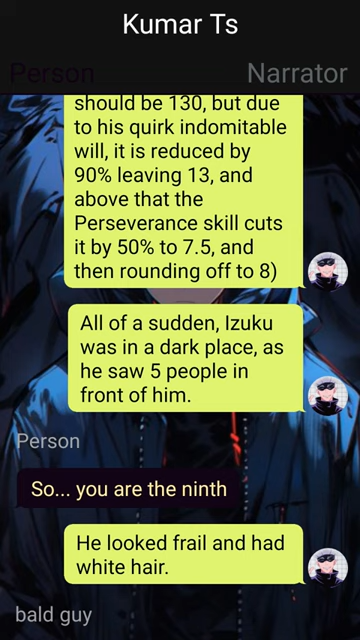 Kumar Ts
Person
Narrator
should be 130, but due
to his quirk indomitable
will, it is reduced by
90% leaving 13, and
above that the
Perseverance skill cuts
it by 50% to 7.5, and
then rounding off to 8)
All of a sudden, Izuku
was in a dark place, as
he saw 5 people in
front of him.
Person
So... you are the ninth
He looked frail and had
white hair.
bald guy